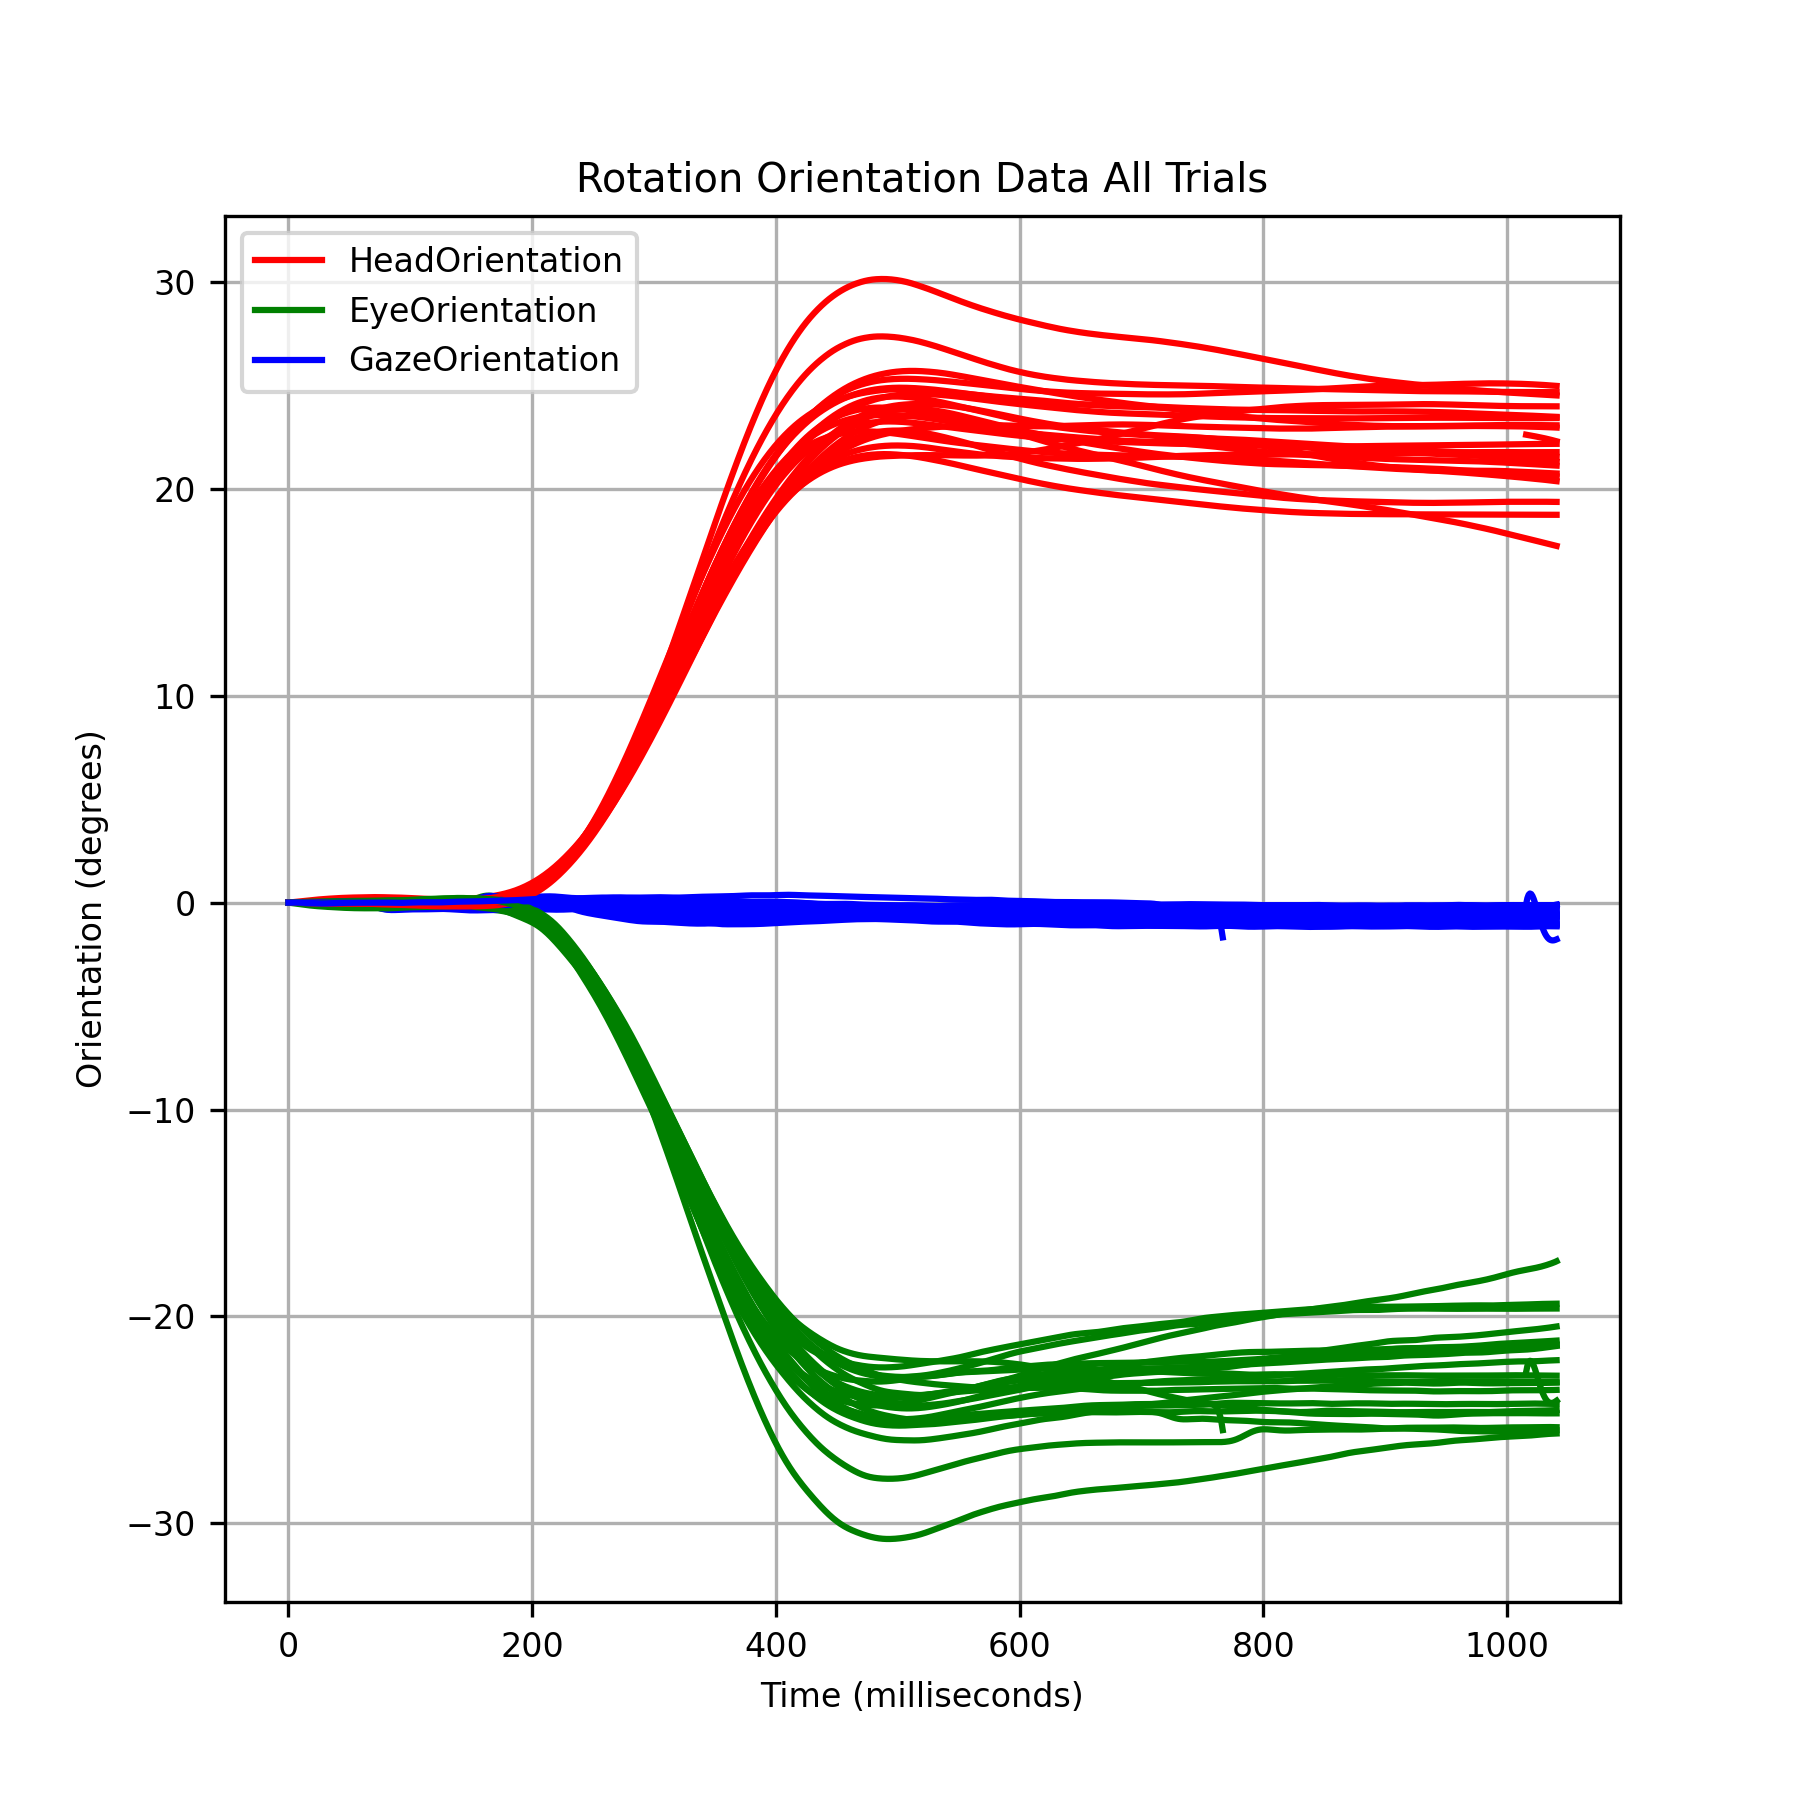 Rotation Orientation Data All Trials
HeadOrientation
EyeOrientation
GazeOrientation
30
20
10
0
−10
−20
−30
Orientation (degrees)
0 200 400 600 800 1000
Time (milliseconds)